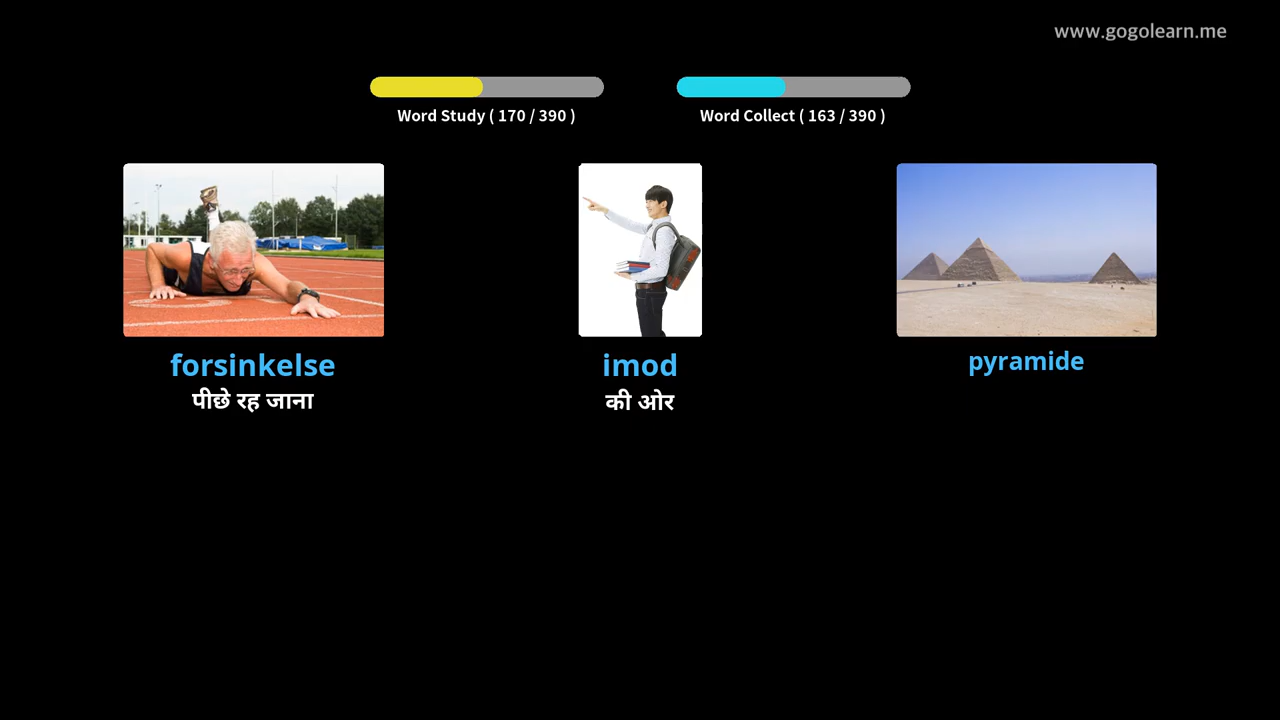 www.gogolearn.me
Word Study ( 170 / 390 )
Word Collect ( 163 / 390 )
forsinkelse
पीछे रह जाना
imod
की ओर
pyramide